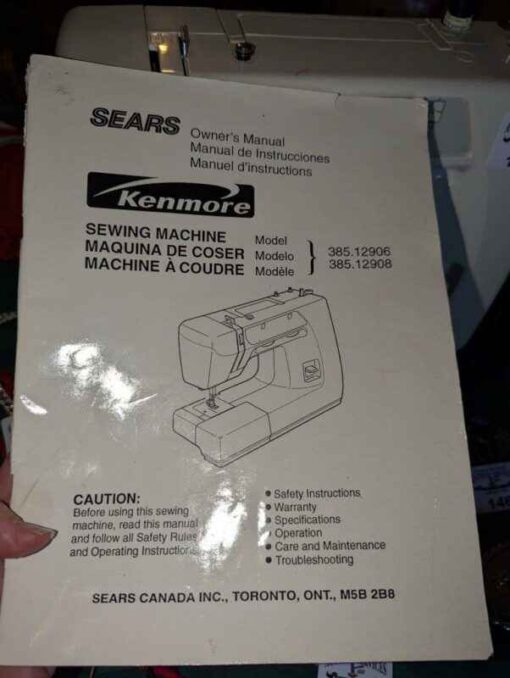 SEARS
Owner's Manual
Manual de Instrucciones
Manuel d'instructions
Kenmore
SEWING MACHINE Model
MAQUINA DE COSER Modelo 385.12906
MACHINE À COUDRE Modèle 385.12908
CAUTION:
Before using this sewing
machine, read this manual
and follow all Safety Rules
and Operating Instructions
• Safety Instructions
• Warranty
• Specifications
• Operation
• Care and Maintenance
• Troubleshooting
SEARS CANADA INC., TORONTO, ONT., M5B 2B8